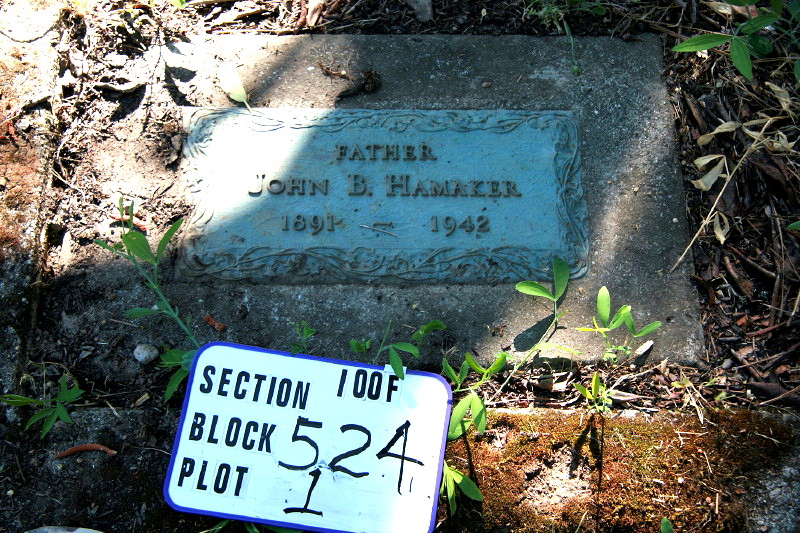 FATHER
JOHN B. HAMAKER
1891 – 1942
SECTION 100F
BLOCK 524
PLOT 1